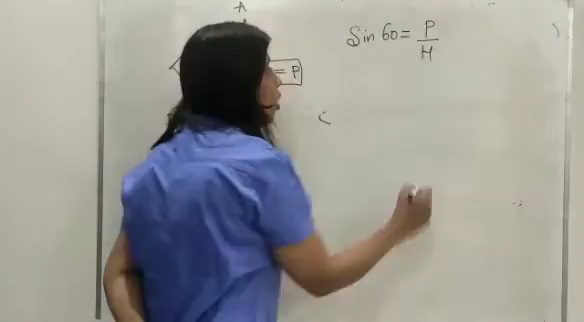 A
Sin 60 = P/H
= P